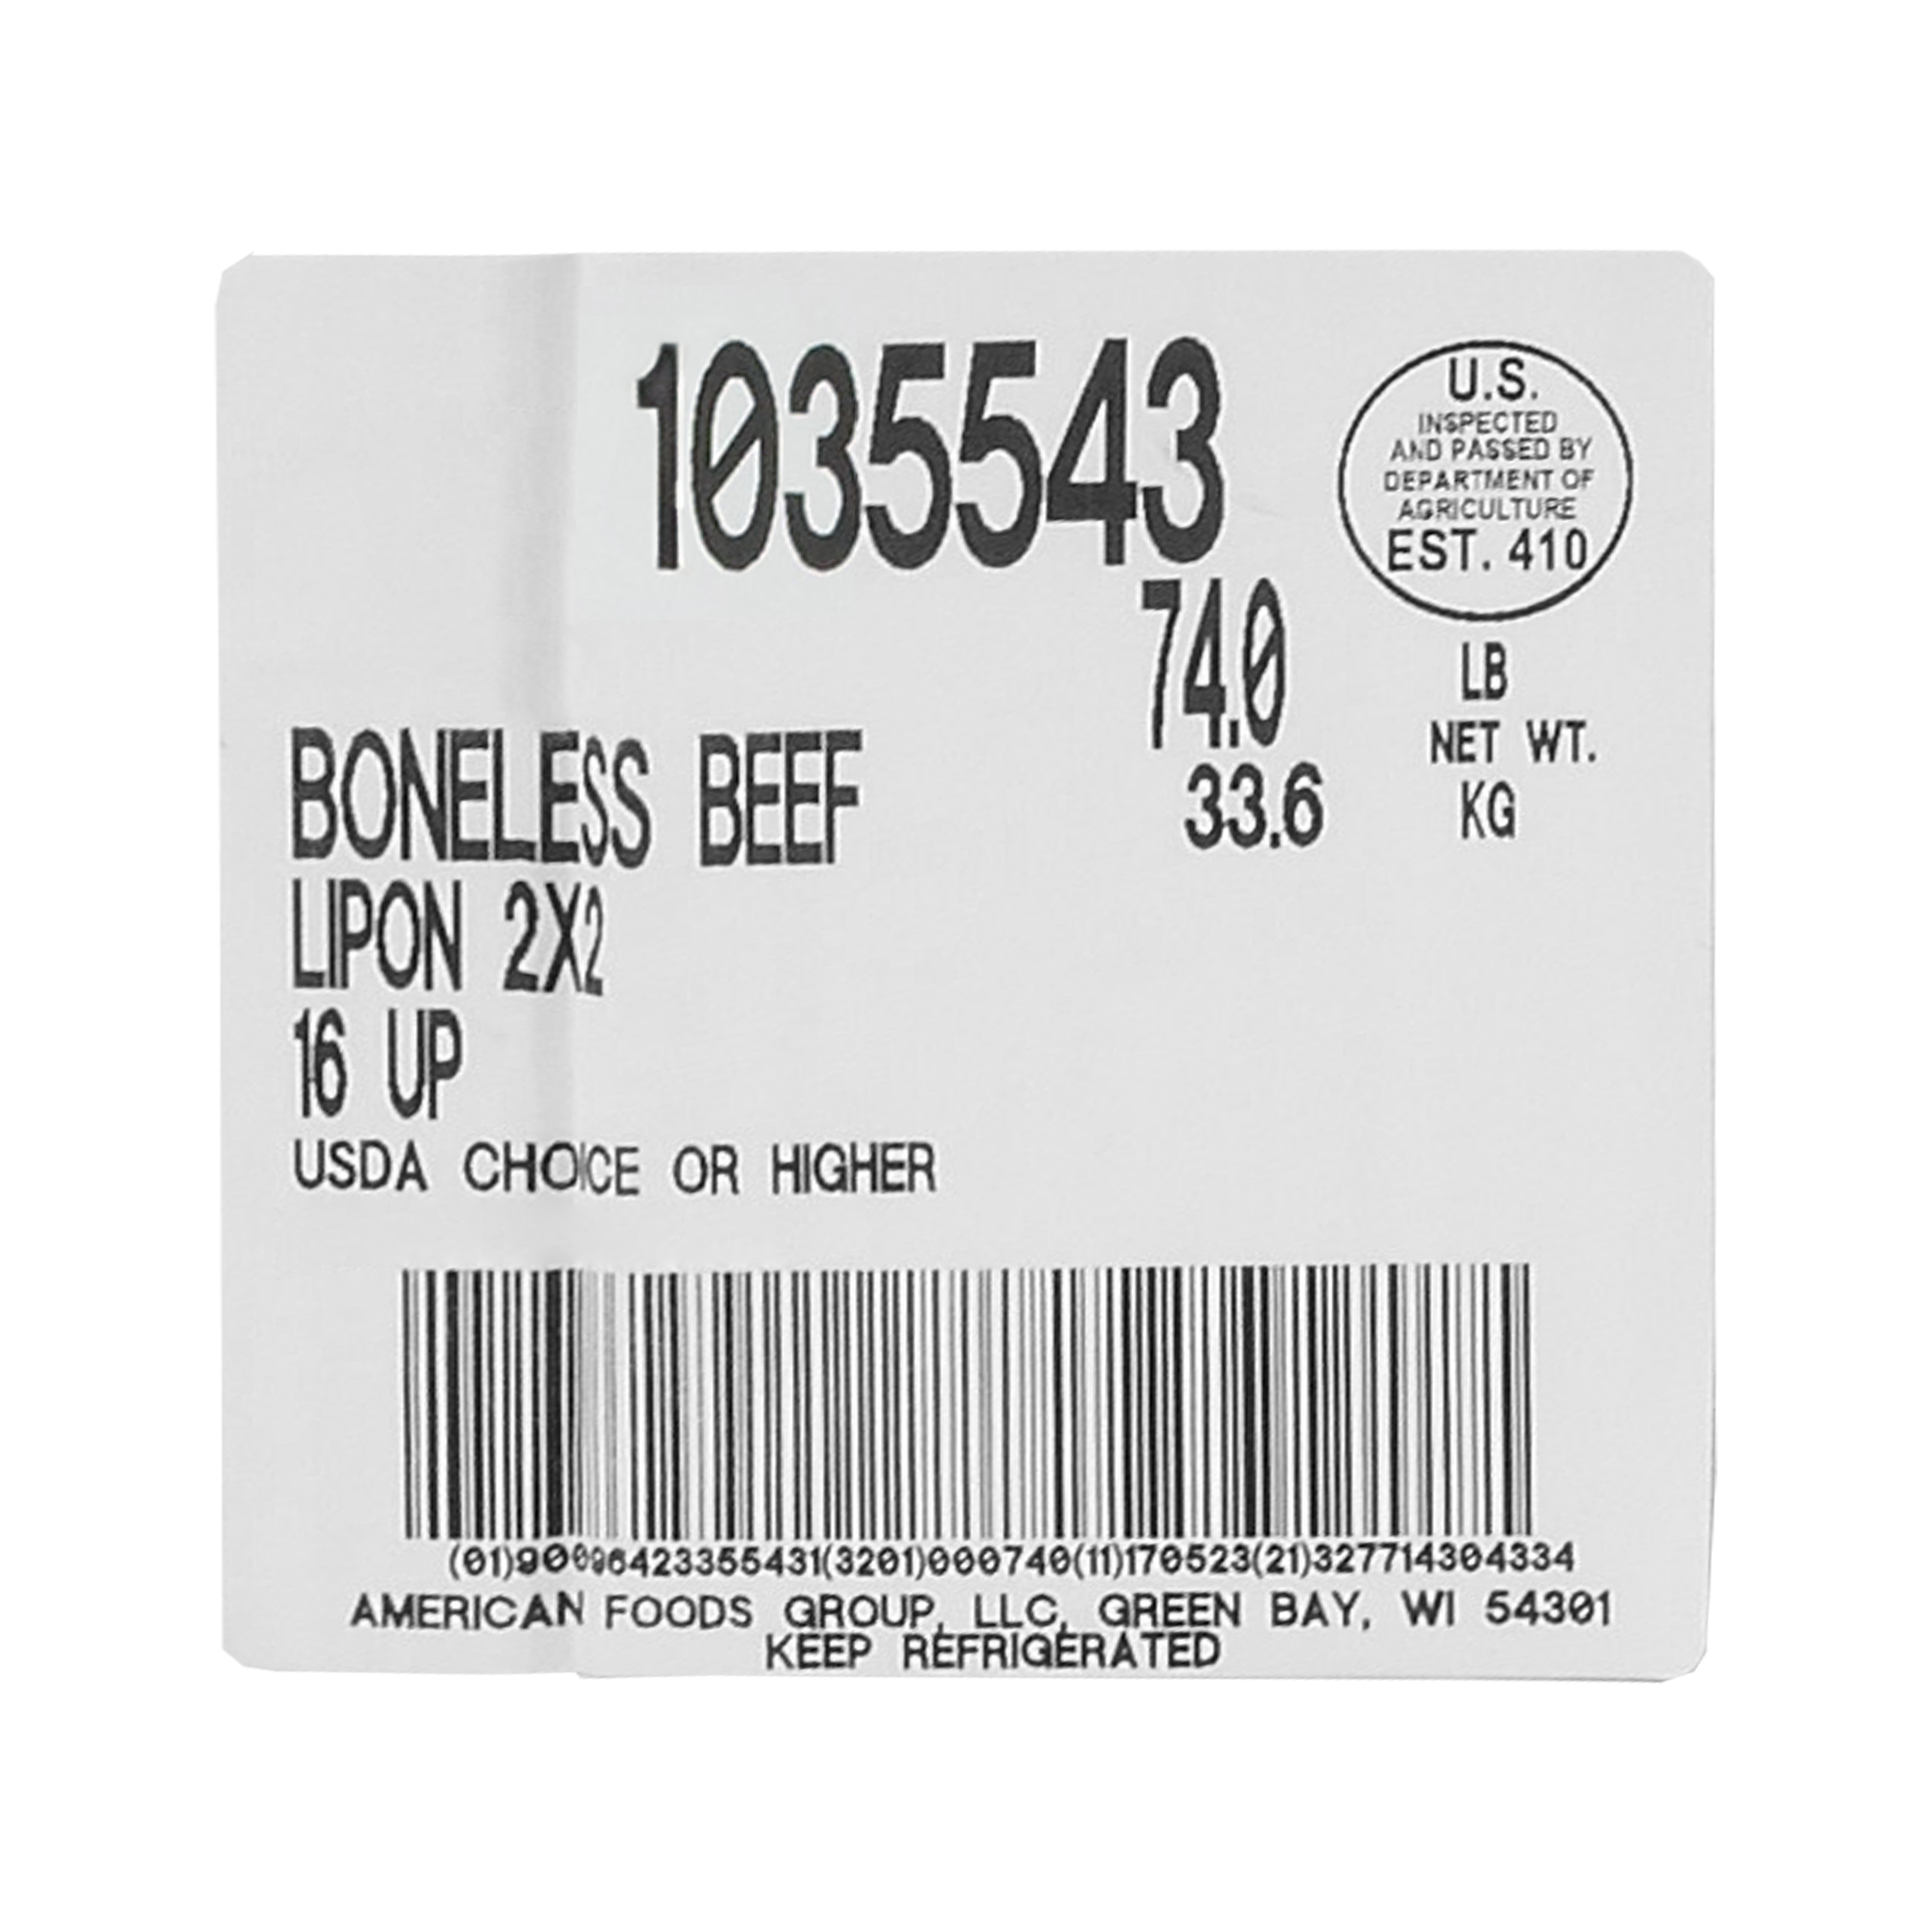 1035543
U.S.
INSPECTED
AND PASSED BY
DEPARTMENT OF
AGRICULTURE
EST. 410
74.0 LB
NET WT.
33.6 KG
BONELESS BEEF
LIPON 2X2
16 UP
USDA CHOICE OR HIGHER
(01)90096423355431(3201)000740(11)170523(21)327714304334
AMERICAN FOODS GROUP, LLC, GREEN BAY, WI 54301
KEEP REFRIGERATED